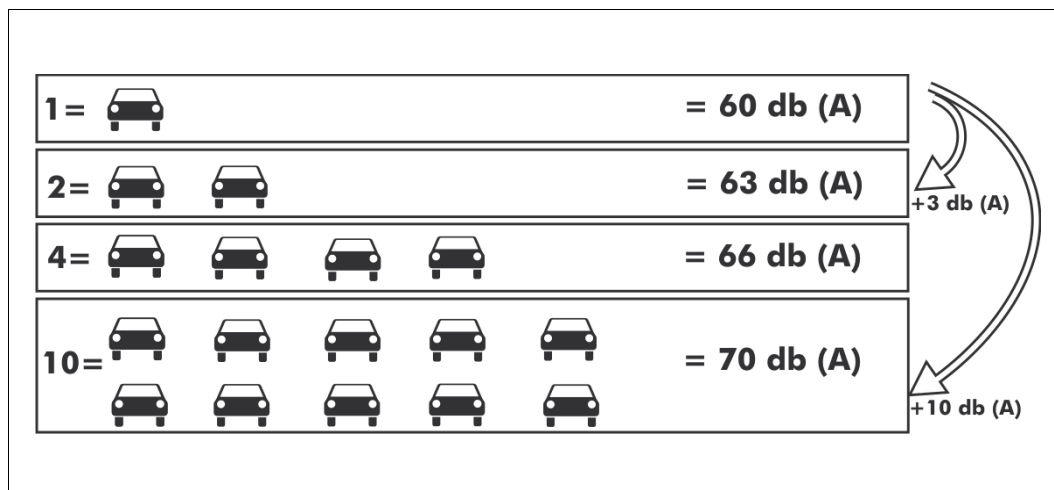 1= = 60 db (A)
2= = 63 db (A)
+3 db (A)
4= = 66 db (A)
10= = 70 db (A)
+10 db (A)